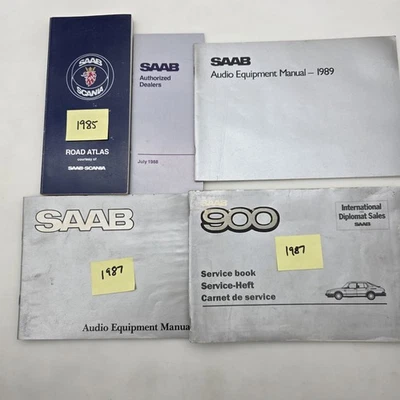 SAAB
SCANIA
1985
ROAD ATLAS
courtesy of
SAAB-SCANIA
SAAB
Authorized
Dealers
July 1988
SAAB
Audio Equipment Manual – 1989
SAAB
1987
Audio Equipment Manua
900
International
Diplomat Sales
SAAB
1987
Service book
Service-Heft
Carnet de service